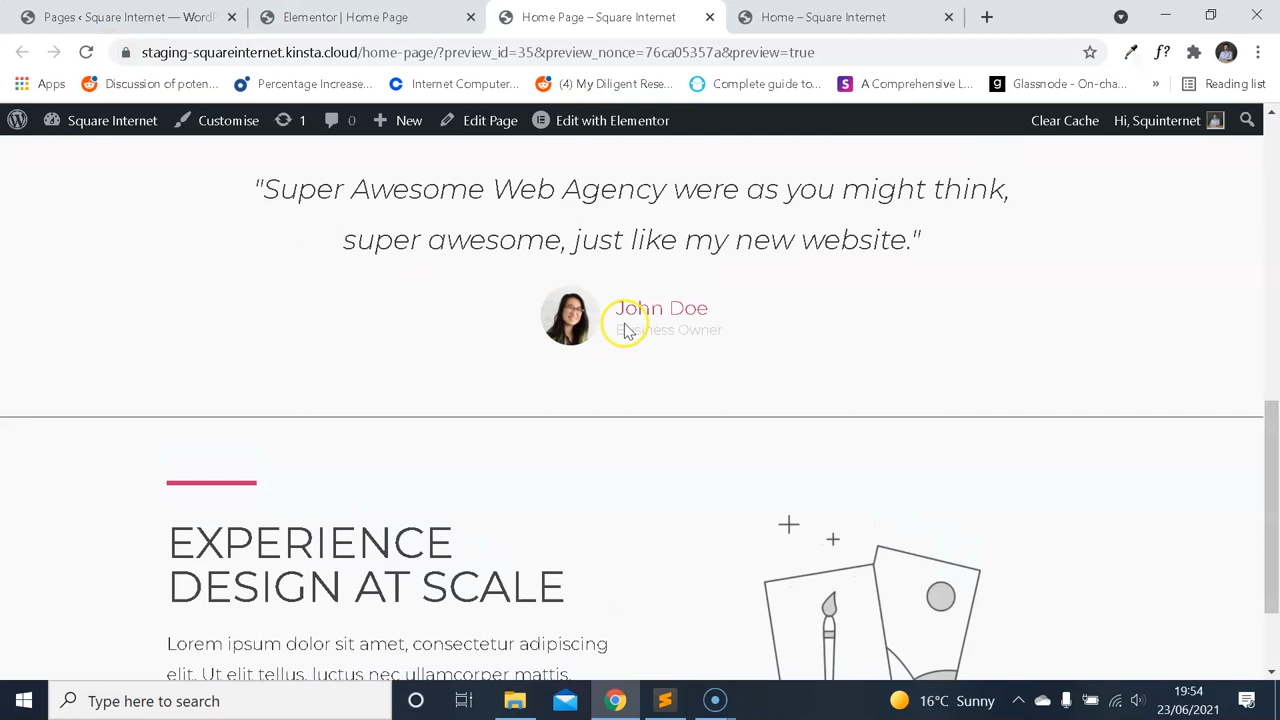 Pages ‹ Square Internet — WordP
Elementor | Home Page
Home Page – Square Internet
Home – Square Internet
staging-squareinternet.kinsta.cloud/home-page/?preview_id=35&preview_nonce=76ca05357a&preview=true
f?
Apps
Discussion of poten...
Percentage Increase...
Internet Computer...
(4) My Diligent Rese...
Complete guide to...
S
A Comprehensive L...
g
Glassnode - On-cha...
»
Reading list
Square Internet
Customise
1
0
New
Edit Page
Edit with Elementor
Clear Cache
Hi, Squinternet
"Super Awesome Web Agency were as you might think,
super awesome, just like my new website."
John Doe
Business Owner
EXPERIENCE
DESIGN AT SCALE
Lorem ipsum dolor sit amet, consectetur adipiscing
elit. Ut elit tellus, luctus nec ullamcorper mattis,
Type here to search
16°C Sunny
19:54
23/06/2021